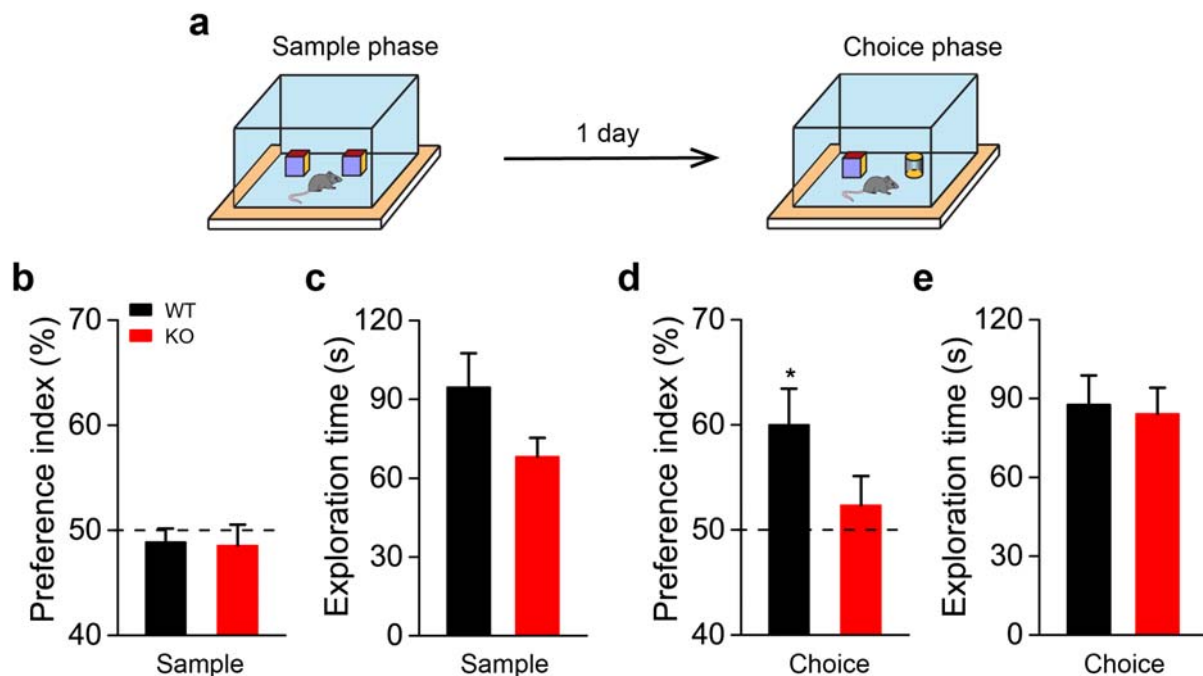 a
Sample phase
Choice phase
1 day
b
WT
KO
Preference index (%)
70
60
50
40
Sample
c
Exploration time (s)
120
90
60
30
0
Sample
d
Preference index (%)
70
60
50
40
*
Choice
e
Exploration time (s)
120
90
60
30
0
Choice